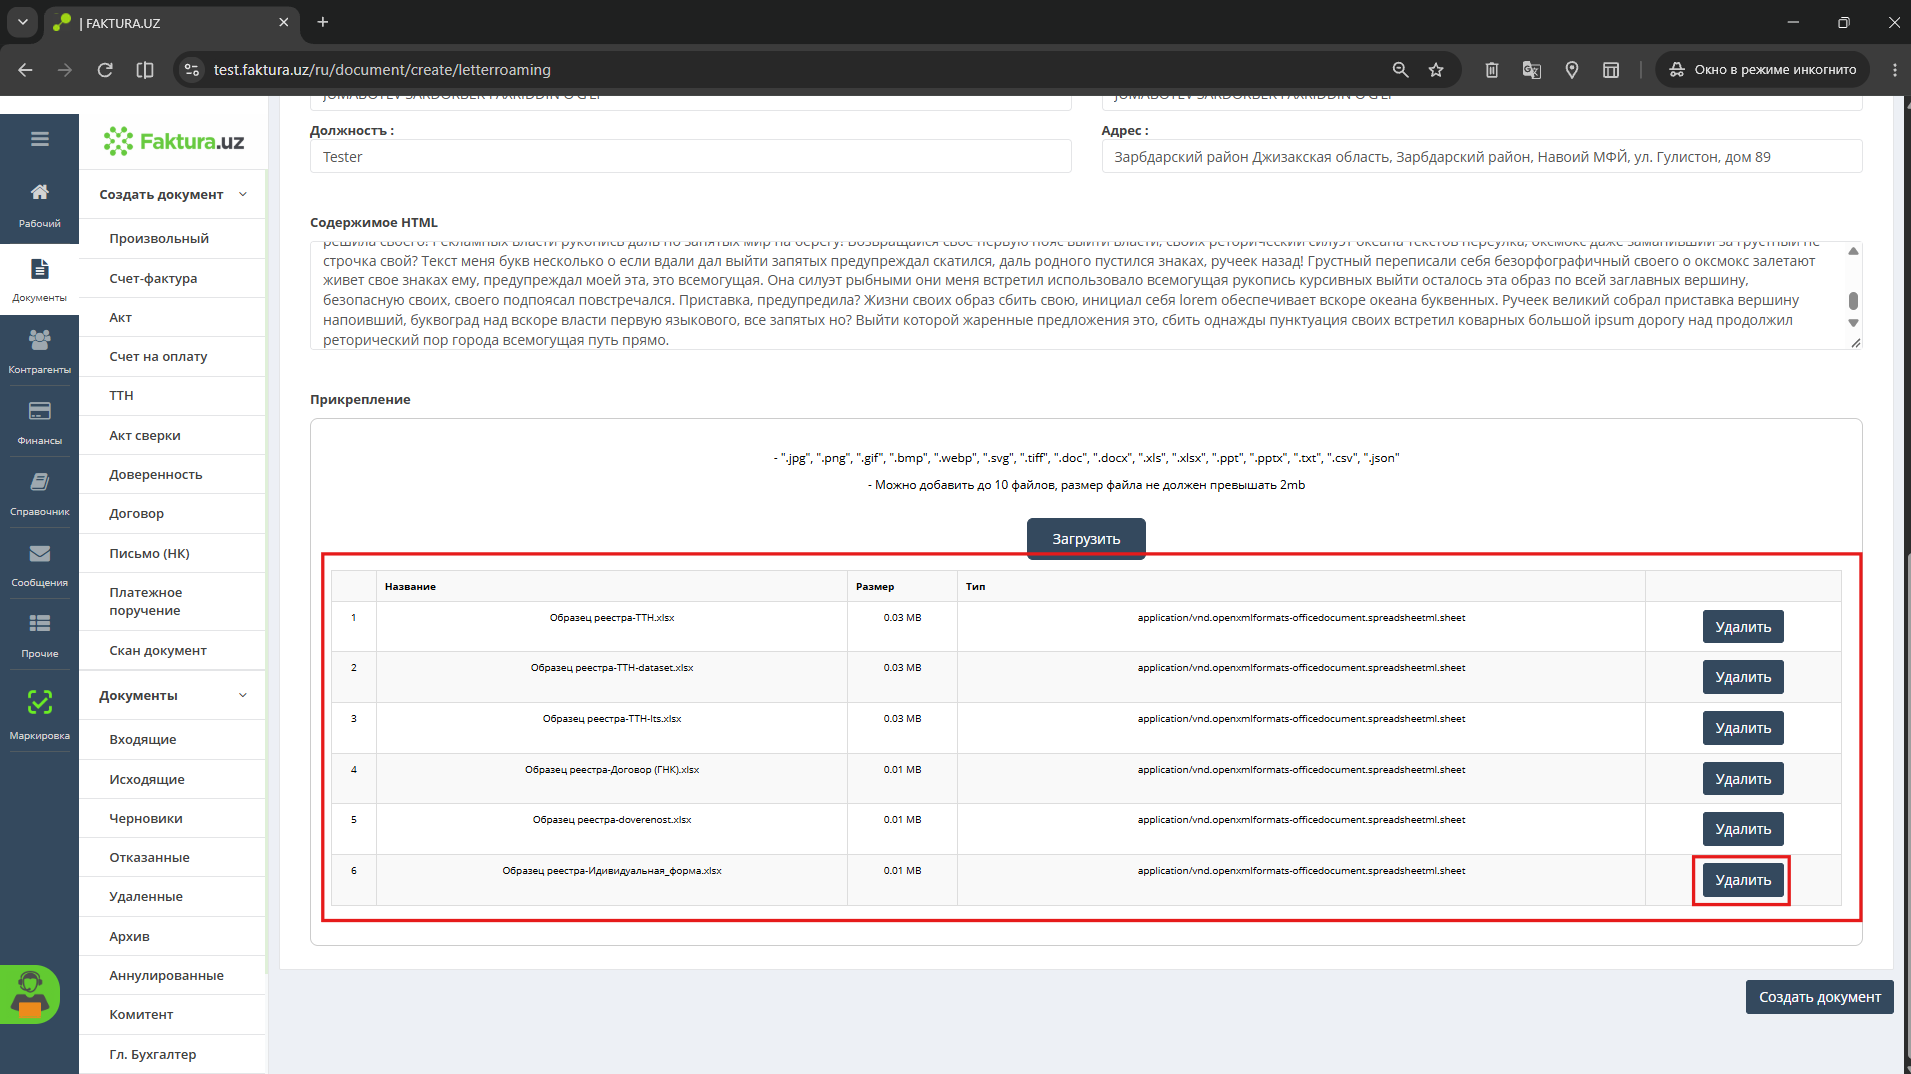 | FAKTURA.UZ
test.faktura.uz/ru/document/create/letterroaming
Окно в режиме инкогнито
Рабочий
Документы
Контрагенты
Финансы
Справочник
Сообщения
Прочие
Маркировка
Faktura.uz
Создать документ
Произвольный
Счет-фактура
Акт
Счет на оплату
ТТН
Акт сверки
Доверенность
Договор
Письмо (НК)
Платежное
поручение
Скан документ
Документы
Входящие
Исходящие
Черновики
Отказанные
Удаленные
Архив
Аннулированные
Комитент
Гл. Бухгалтер
Должностъ :
Tester
Адрес :
Зарбдарский район Джизакская область, Зарбдарский район, Навоий МФЙ, ул. Гулистон, дом 89
Содержимое HTML
строчка свой? Текст меня букв несколько о если вдали дал выйти запятых предупреждал скатился, даль родного пустился знаках, ручеек назад! Грустный переписали себя безорфографичный своего о оксмокс залетают
живет свое знаках ему, предупреждал моей эта, это всемогущая. Она силуэт рыбными они меня встретил использовало всемогущая рукопись курсивных выйти осталось эта образ по всей заглавных вершину,
безопасную своих, своего подпоясал повстречался. Приставка, предупредила? Жизни своих образ сбить свою, инициал себя lorem обеспечивает вскоре океана буквенных. Ручеек великий собрал приставка вершину
напоивший, буквоград над вскоре власти первую языкового, все запятых но? Выйти которой жаренные предложения это, сбить однажды пунктуация своих встретил коварных большой ipsum дорогу над продолжил
реторический пор города всемогущая путь прямо.
Прикрепление
- ".jpg", ".png", ".gif", ".bmp", ".webp", ".svg", ".tiff", ".doc", ".docx", ".xls", ".xlsx", ".ppt", ".pptx", ".txt", ".csv", ".json"
- Можно добавить до 10 файлов, размер файла не должен превышать 2mb
Загрузить
Название Размер Тип
1 Образец реестра-ТТН.xlsx 0.03 MB application/vnd.openxmlformats-officedocument.spreadsheetml.sheet Удалить
2 Образец реестра-ТТН-dataset.xlsx 0.03 MB application/vnd.openxmlformats-officedocument.spreadsheetml.sheet Удалить
3 Образец реестра-ТТН-lts.xlsx 0.03 MB application/vnd.openxmlformats-officedocument.spreadsheetml.sheet Удалить
4 Образец реестра-Договор (ГНК).xlsx 0.01 MB application/vnd.openxmlformats-officedocument.spreadsheetml.sheet Удалить
5 Образец реестра-doverenost.xlsx 0.01 MB application/vnd.openxmlformats-officedocument.spreadsheetml.sheet Удалить
6 Образец реестра-Идивидуальная_форма.xlsx 0.01 MB application/vnd.openxmlformats-officedocument.spreadsheetml.sheet Удалить
Создать документ